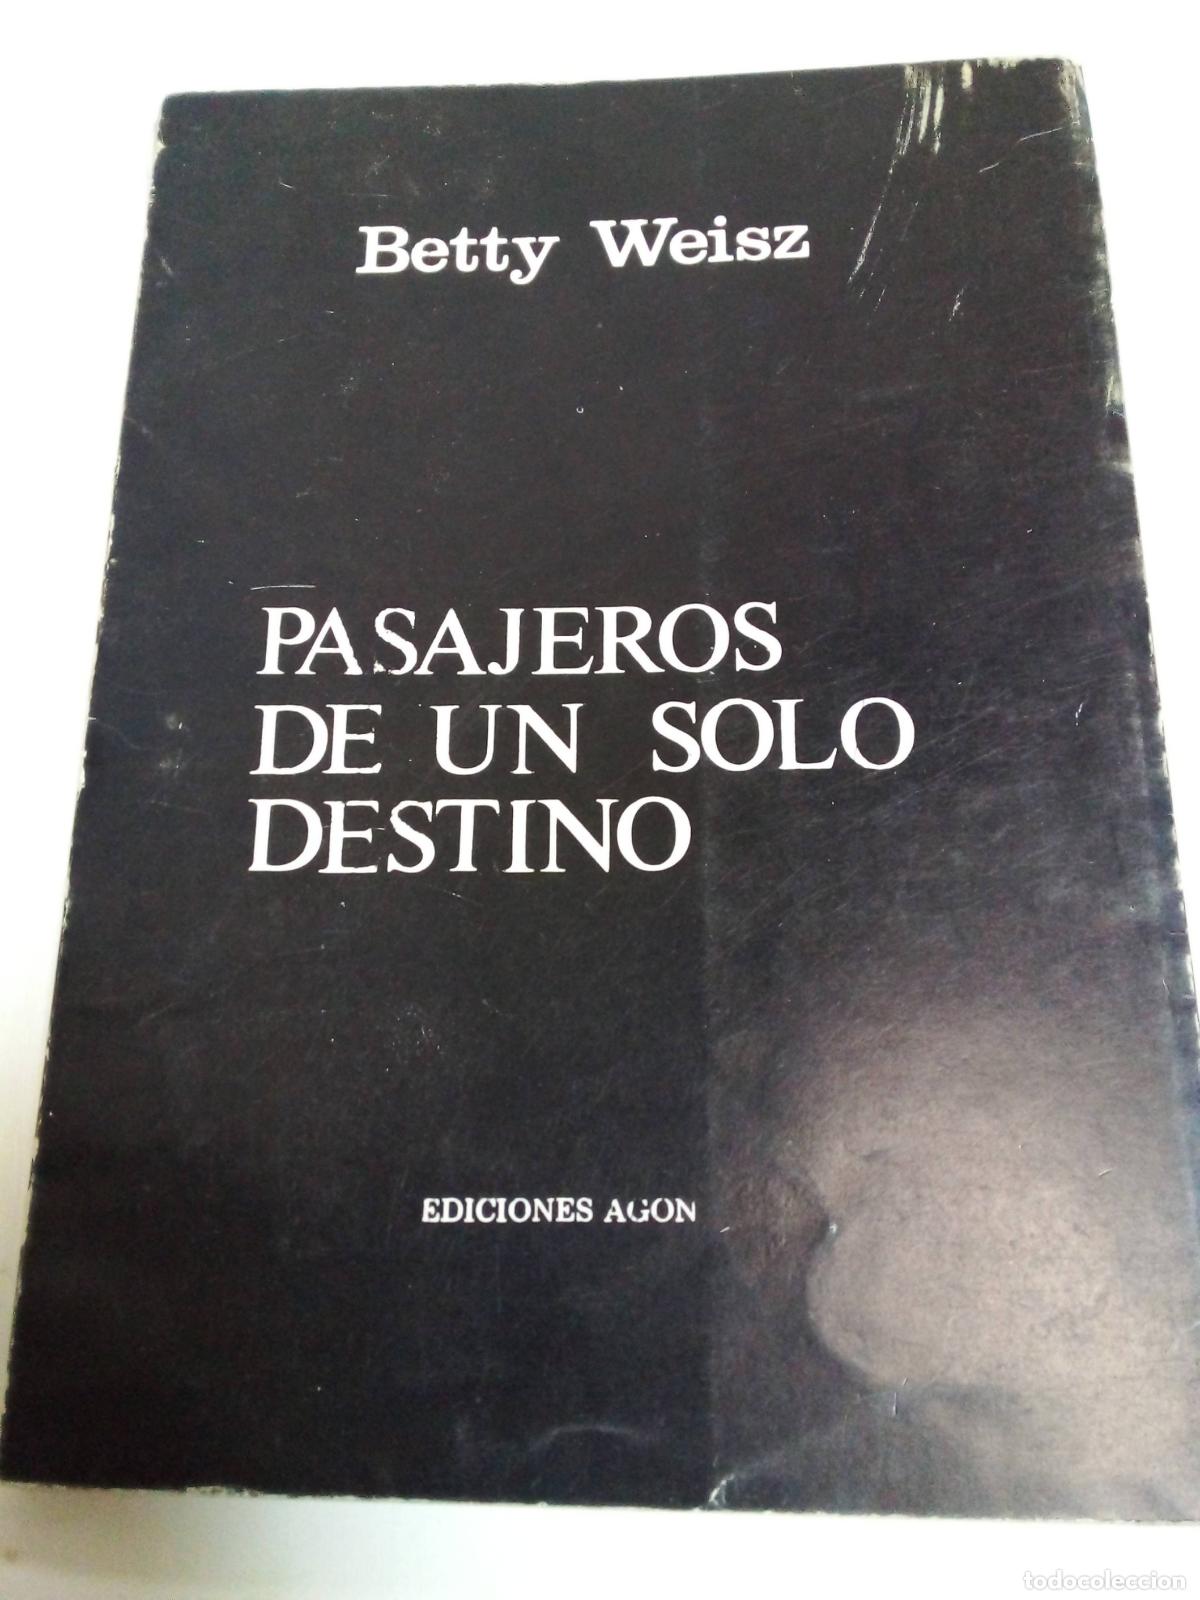 Betty Weisz
PASAJEROS
DE UN SOLO
DESTINO
EDICIONES AGON
todocoleccion